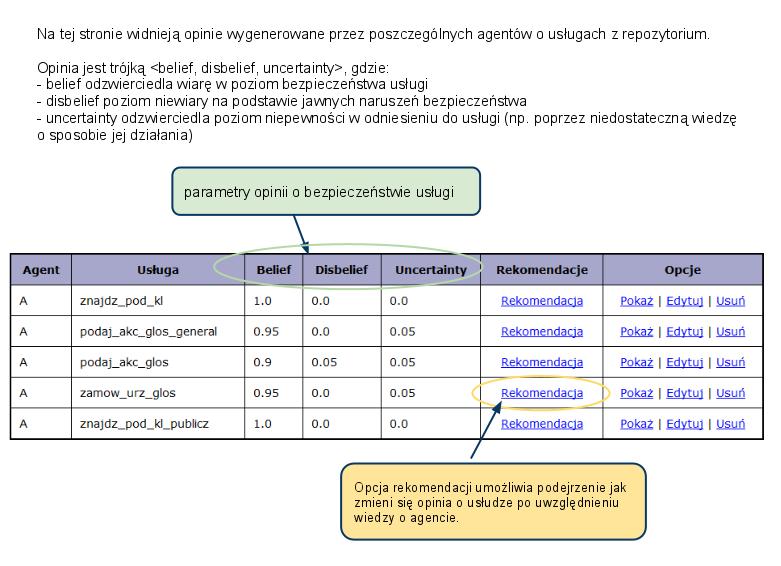 Na tej stronie widnieją opinie wygenerowane przez poszczególnych agentów o usługach z repozytorium.
Opinia jest trójką <belief, disbelief, uncertainty>, gdzie:
- belief odzwierciedla wiarę w poziom bezpieczeństwa usługi
- disbelief poziom niewiary na podstawie jawnych naruszeń bezpieczeństwa
- uncertainty odzwierciedla poziom niepewności w odniesieniu do usługi (np. poprzez niedostateczną wiedzę
o sposobie jej działania)
parametry opinii o bezpieczeństwie usługi
Agent Usługa Belief Disbelief Uncertainty Rekomendacje Opcje
A znajdz_pod_kl 1.0 0.0 0.0 Rekomendacja Pokaż | Edytuj | Usuń
A podaj_akc_glos_general 0.95 0.0 0.05 Rekomendacja Pokaż | Edytuj | Usuń
A podaj_akc_glos 0.9 0.05 0.05 Rekomendacja Pokaż | Edytuj | Usuń
A zamow_urz_glos 0.95 0.0 0.05 Rekomendacja Pokaż | Edytuj | Usuń
A znajdz_pod_kl_publicz 1.0 0.0 0.0 Rekomendacja Pokaż | Edytuj | Usuń
Opcja rekomendacji umożliwia podejrzenie jak
zmieni się opinia o usłudze po uwzględnieniu
wiedzy o agencie.